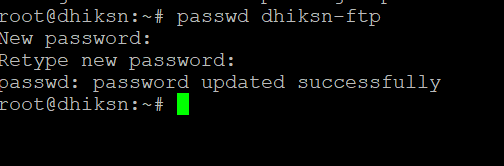 root@dhiksn:~# passwd dhiksn-ftp
New password:
Retype new password:
passwd: password updated successfully
root@dhiksn:~#